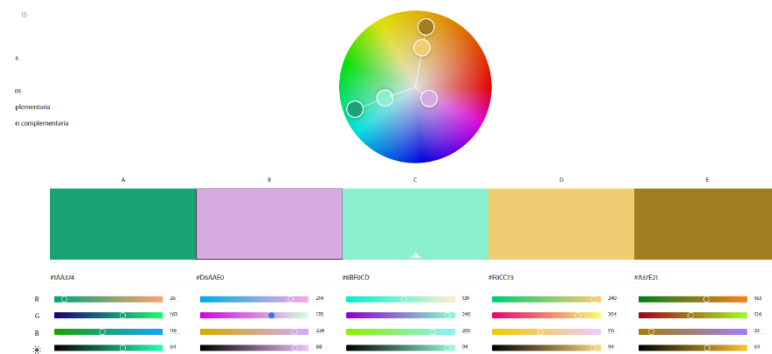 s
os
plementaria
n complementaria
A B C D E
#1AA374 #D6AAE0 #8BF0CD #F0CC73 #A37E21
R 26 214 139 240 163
G 163 170 240 204 126
B 116 224 205 115 33
64 88 94 94 64